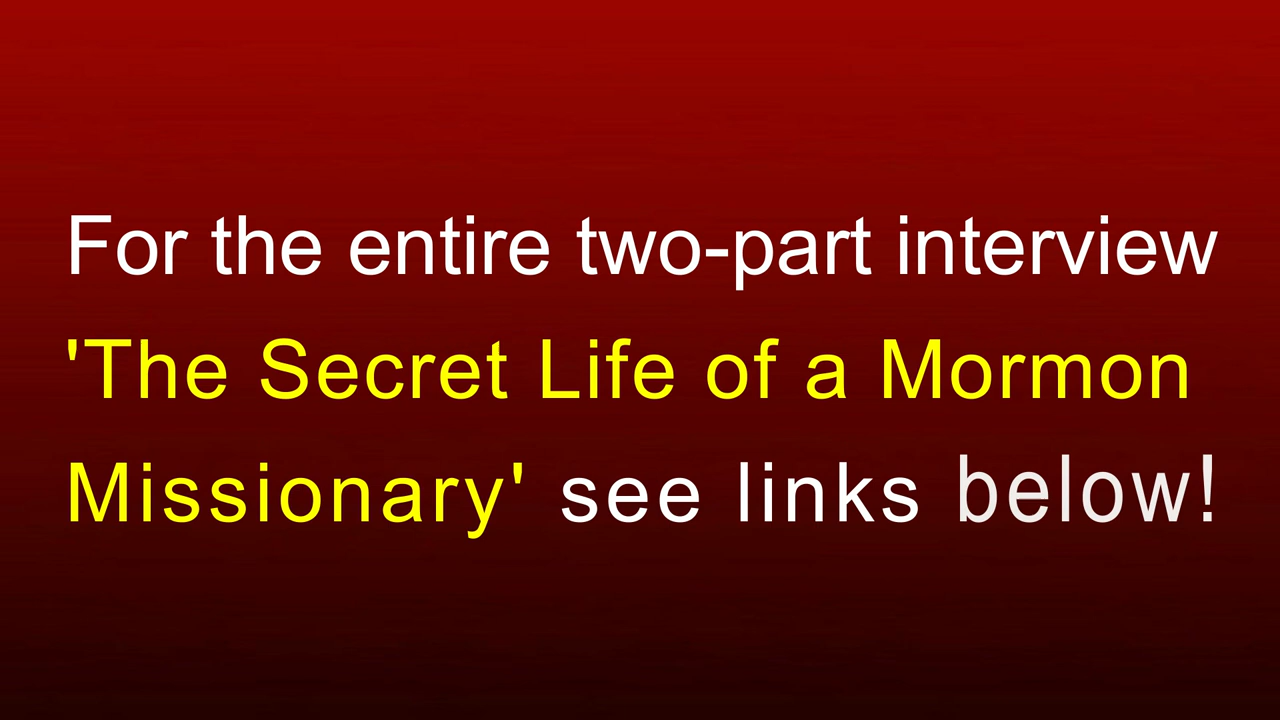 For the entire two-part interview
'The Secret Life of a Mormon
Missionary' see links below!